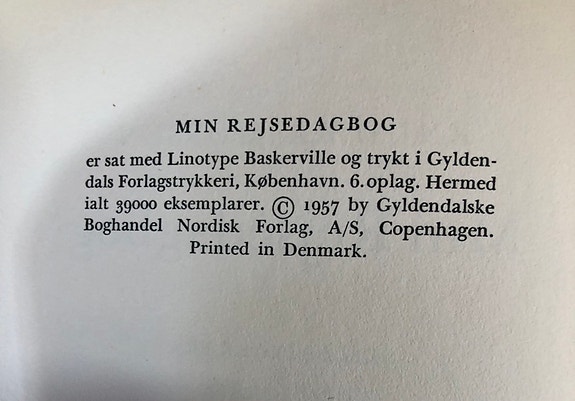 MIN REJSEDAGBOG
er sat med Linotype Baskerville og trykt i Gylden-
dals Forlagstrykkeri, København. 6. oplag. Hermed
ialt 39000 eksemplarer. © 1957 by Gyldendalske
Boghandel Nordisk Forlag, A/S, Copenhagen.
Printed in Denmark.